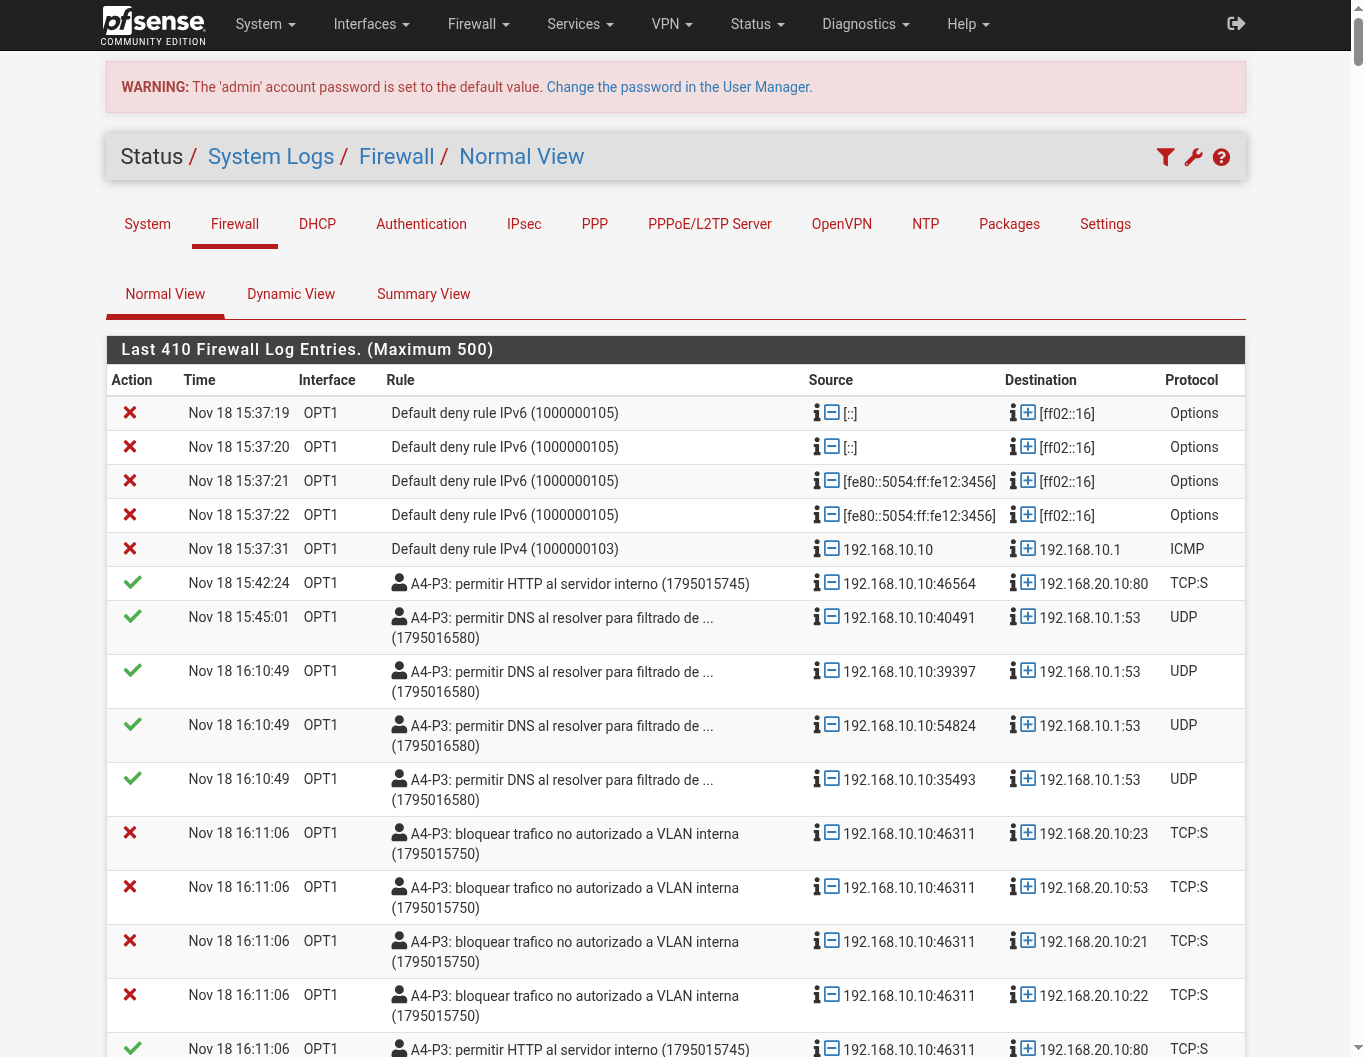 pfsense System Interfaces Firewall Services VPN Status Diagnostics Help
COMMUNITY EDITION
WARNING: The 'admin' account password is set to the default value. Change the password in the User Manager.
Status / System Logs / Firewall / Normal View
System Firewall DHCP Authentication IPsec PPP PPPoE/L2TP Server OpenVPN NTP Packages Settings
Normal View Dynamic View Summary View
Last 410 Firewall Log Entries. (Maximum 500)
Action Time Interface Rule Source Destination Protocol
Nov 18 15:37:19 OPT1 Default deny rule IPv6 (1000000105) [::] [ff02::16] Options
Nov 18 15:37:20 OPT1 Default deny rule IPv6 (1000000105) [::] [ff02::16] Options
Nov 18 15:37:21 OPT1 Default deny rule IPv6 (1000000105) [fe80::5054:ff:fe12:3456] [ff02::16] Options
Nov 18 15:37:22 OPT1 Default deny rule IPv6 (1000000105) [fe80::5054:ff:fe12:3456] [ff02::16] Options
Nov 18 15:37:31 OPT1 Default deny rule IPv4 (1000000103) 192.168.10.10 192.168.10.1 ICMP
Nov 18 15:42:24 OPT1 A4-P3: permitir HTTP al servidor interno (1795015745) 192.168.10.10:46564 192.168.20.10:80 TCP:S
Nov 18 15:45:01 OPT1 A4-P3: permitir DNS al resolver para filtrado de ... 192.168.10.10:40491 192.168.10.1:53 UDP
(1795016580)
Nov 18 16:10:49 OPT1 A4-P3: permitir DNS al resolver para filtrado de ... 192.168.10.10:39397 192.168.10.1:53 UDP
(1795016580)
Nov 18 16:10:49 OPT1 A4-P3: permitir DNS al resolver para filtrado de ... 192.168.10.10:54824 192.168.10.1:53 UDP
(1795016580)
Nov 18 16:10:49 OPT1 A4-P3: permitir DNS al resolver para filtrado de ... 192.168.10.10:35493 192.168.10.1:53 UDP
(1795016580)
Nov 18 16:11:06 OPT1 A4-P3: bloquear trafico no autorizado a VLAN interna 192.168.10.10:46311 192.168.20.10:23 TCP:S
(1795015750)
Nov 18 16:11:06 OPT1 A4-P3: bloquear trafico no autorizado a VLAN interna 192.168.10.10:46311 192.168.20.10:53 TCP:S
(1795015750)
Nov 18 16:11:06 OPT1 A4-P3: bloquear trafico no autorizado a VLAN interna 192.168.10.10:46311 192.168.20.10:21 TCP:S
(1795015750)
Nov 18 16:11:06 OPT1 A4-P3: bloquear trafico no autorizado a VLAN interna 192.168.10.10:46311 192.168.20.10:22 TCP:S
(1795015750)
Nov 18 16:11:06 OPT1 A4-P3: permitir HTTP al servidor interno (1795015745) 192.168.10.10:46311 192.168.20.10:80 TCP:S